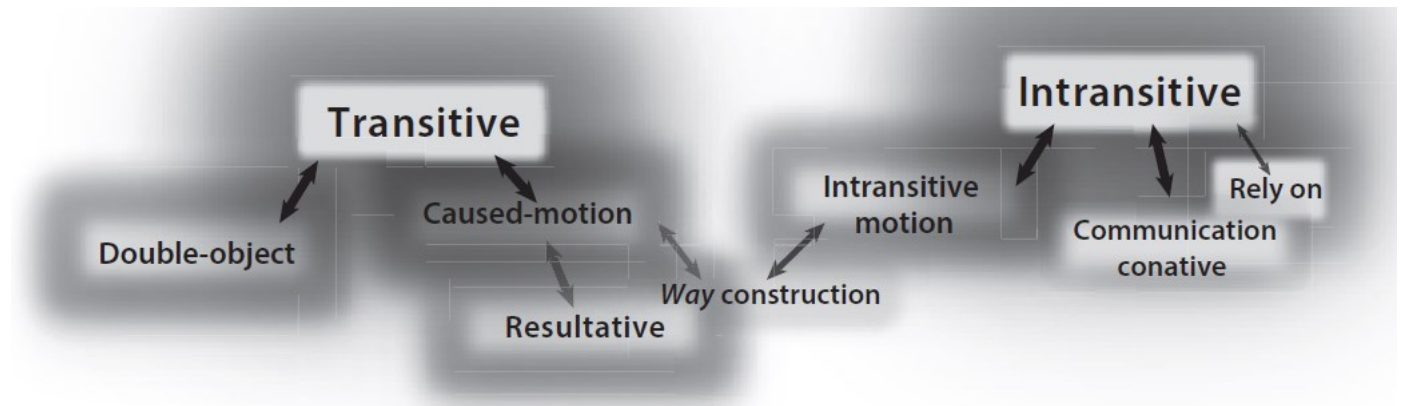 Transitive
Intransitive
Double-object
Caused-motion
Intransitive
motion
Rely on
Communication
conative
Way construction
Resultative